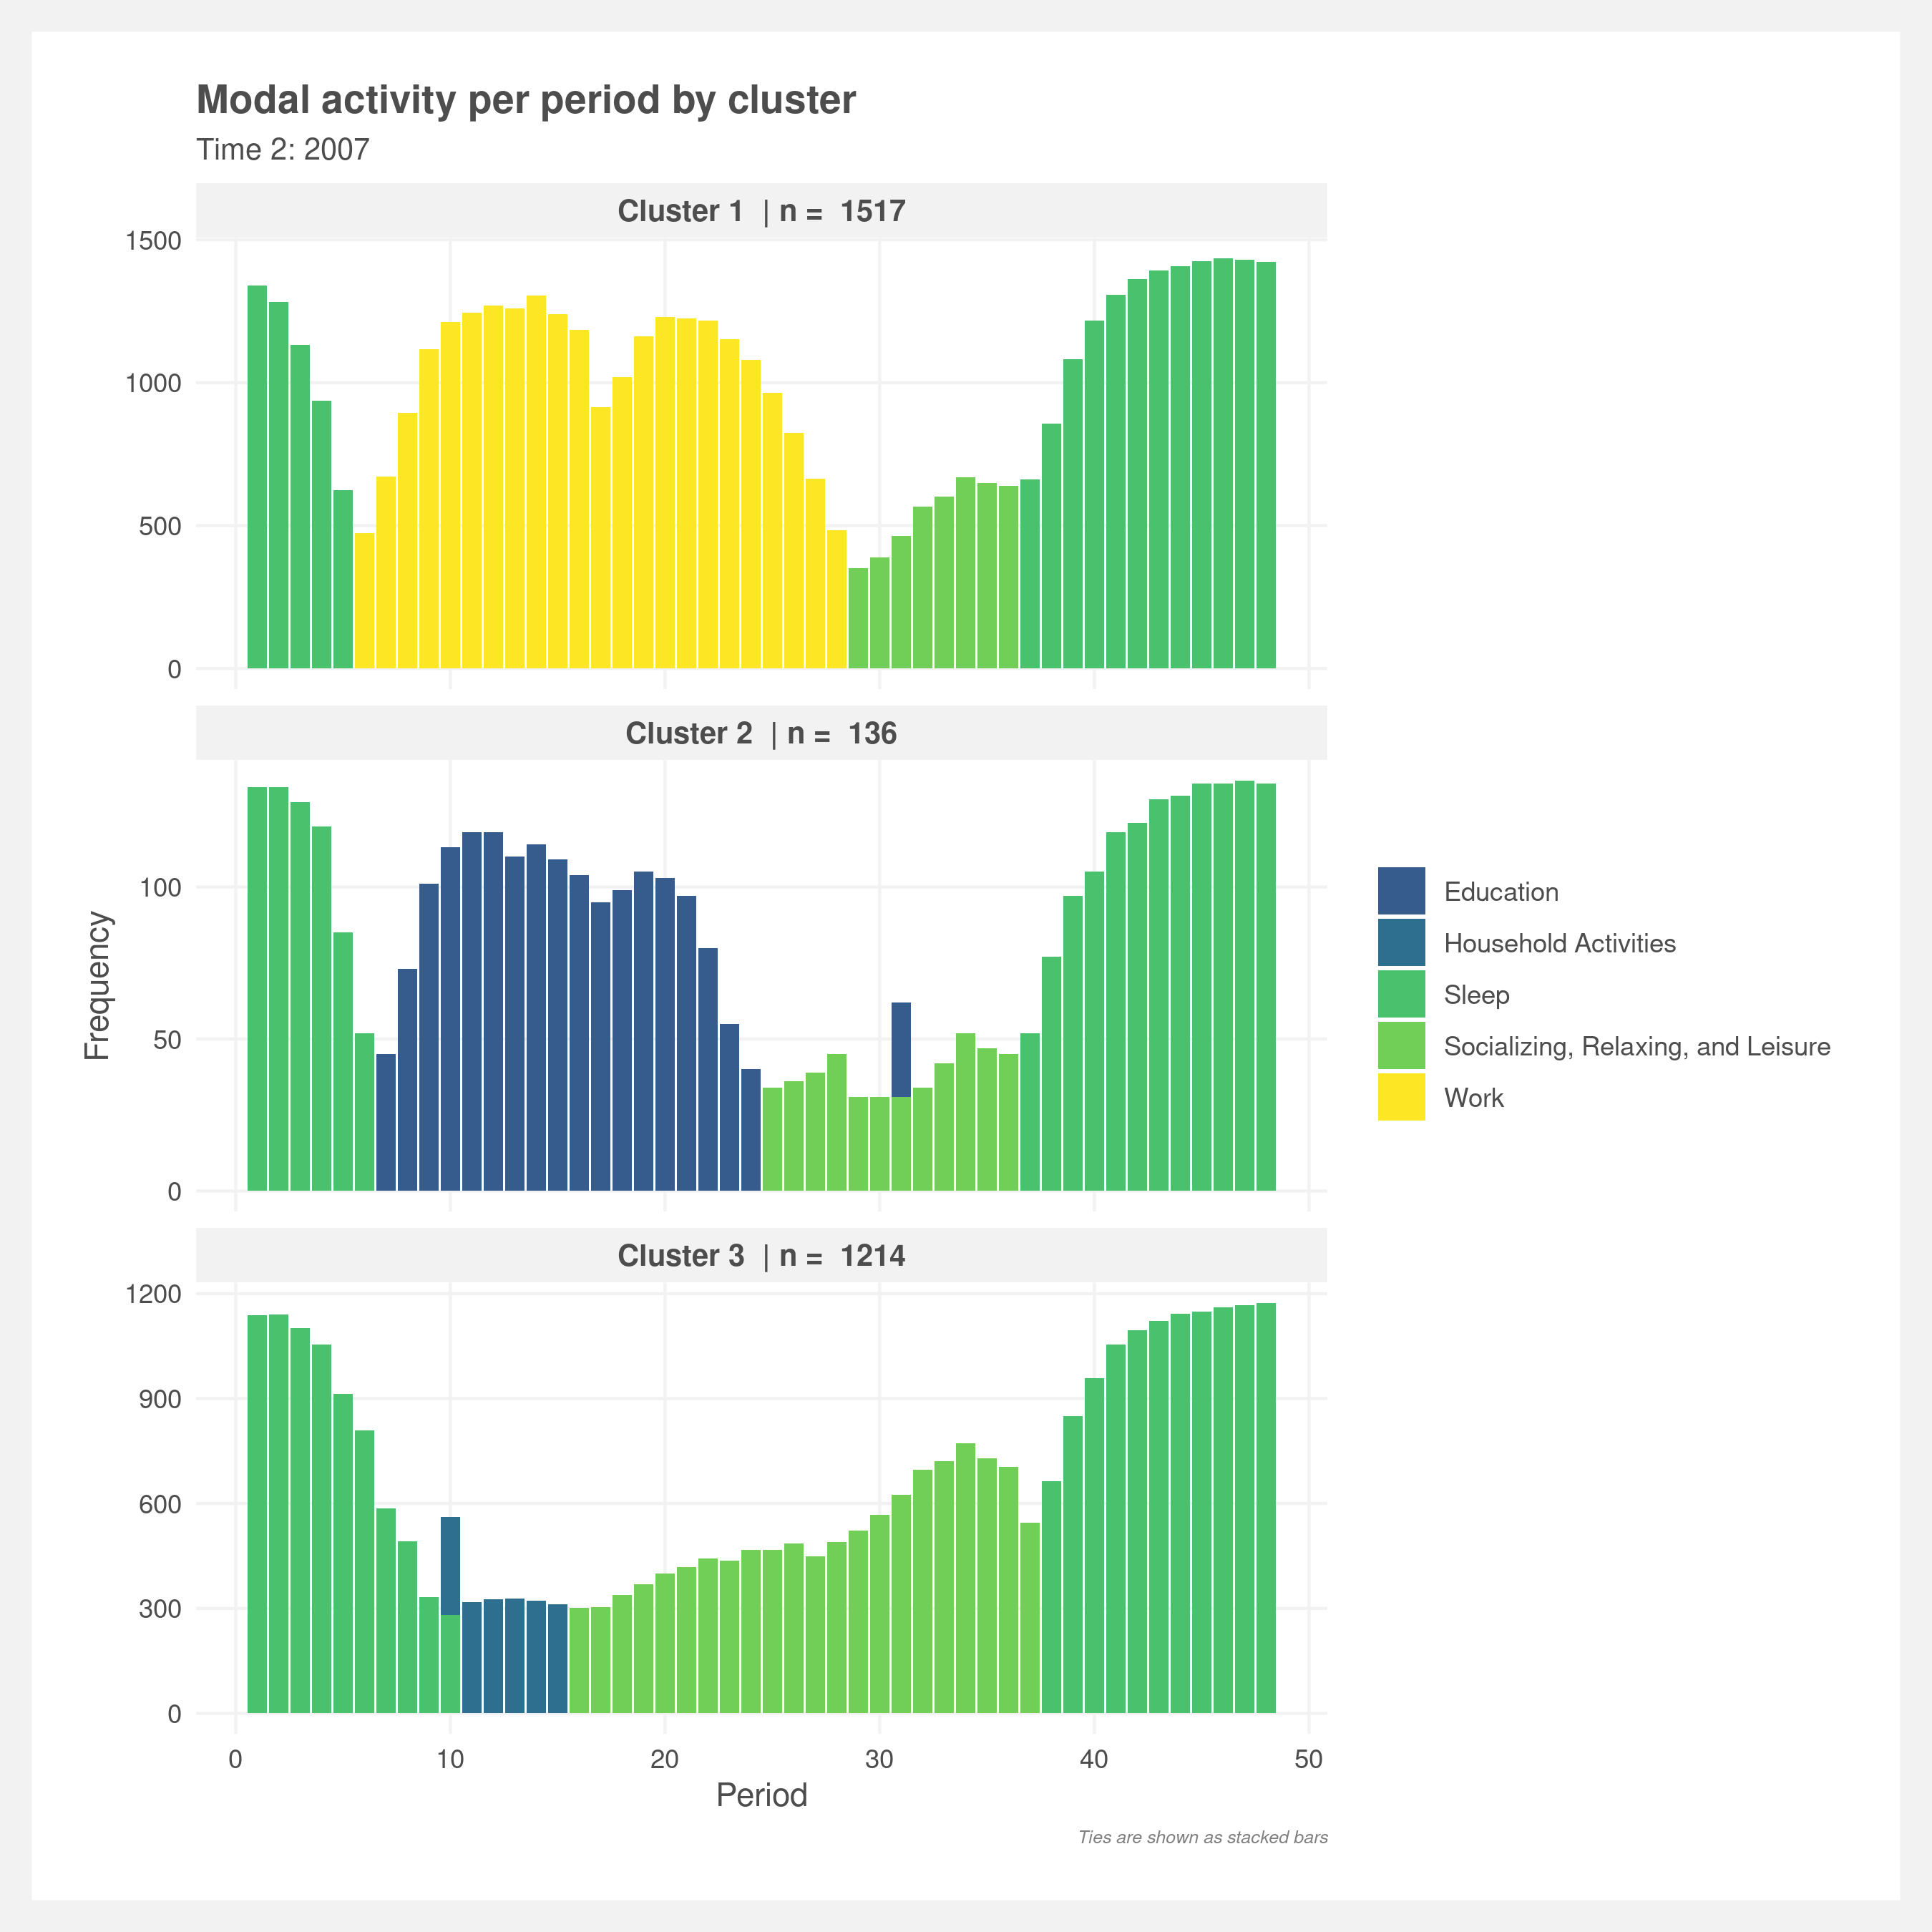 Modal activity per period by cluster
Time 2: 2007
Cluster 1 | n = 1517
1500
1000
500
0
Cluster 2 | n = 136
100
50
0
Cluster 3 | n = 1214
1200
900
600
300
0
0 10 20 30 40 50
Period
Frequency
Education
Household Activities
Sleep
Socializing, Relaxing, and Leisure
Work
Ties are shown as stacked bars